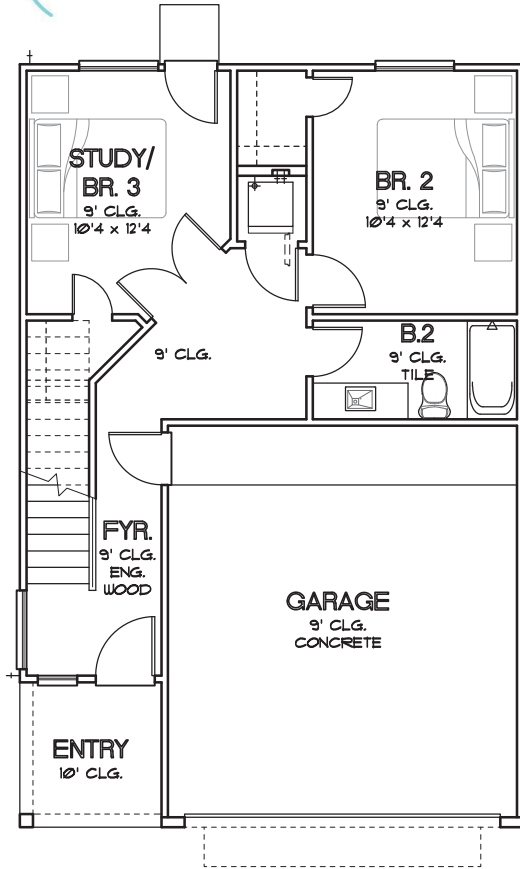 STUDY/
BR. 3
9' CLG.
10'4 x 12'4
BR. 2
9' CLG.
10'4 x 12'4
9' CLG.
B.2
9' CLG.
TILE
FYR.
9' CLG.
ENG.
WOOD
GARAGE
9' CLG.
CONCRETE
ENTRY
10' CLG.